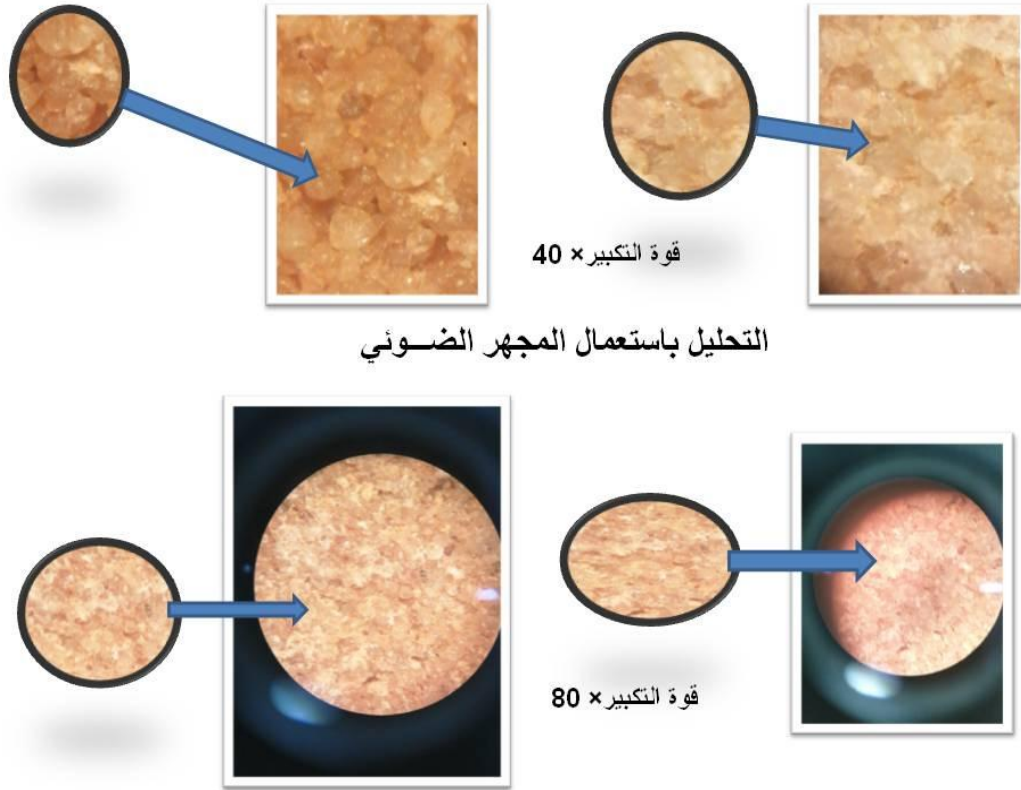 قوة التكبير× 40
التحليل باستعمال المجهر الضـــوئي
قوة التكبير× 80